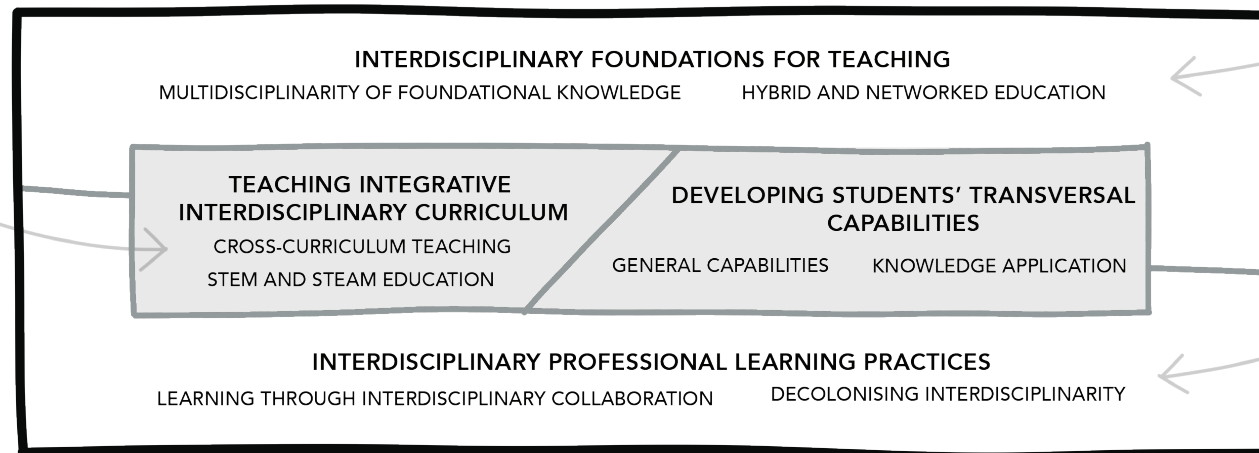 INTERDISCIPLINARY FOUNDATIONS FOR TEACHING
MULTIDISCIPLINARITY OF FOUNDATIONAL KNOWLEDGE
HYBRID AND NETWORKED EDUCATION
TEACHING INTEGRATIVE
INTERDISCIPLINARY CURRICULUM
CROSS-CURRICULUM TEACHING
STEM AND STEAM EDUCATION
DEVELOPING STUDENTS’ TRANSVERSAL
CAPABILITIES
GENERAL CAPABILITIES
KNOWLEDGE APPLICATION
INTERDISCIPLINARY PROFESSIONAL LEARNING PRACTICES
LEARNING THROUGH INTERDISCIPLINARY COLLABORATION
DECOLONISING INTERDISCIPLINARITY